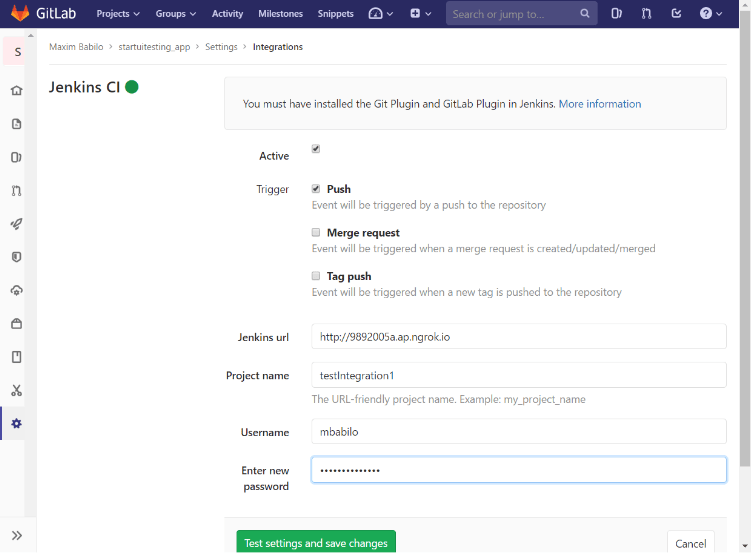 GitLab Projects Groups Activity Milestones Snippets Search or jump to...
S
Maxim Babilo > startuitesting_app > Settings > Integrations
Jenkins CI
You must have installed the Git Plugin and GitLab Plugin in Jenkins. More information
Active
Trigger Push
Event will be triggered by a push to the repository
Merge request
Event will be triggered when a merge request is created/updated/merged
Tag push
Event will be triggered when a new tag is pushed to the repository
Jenkins url http://9892005a.ap.ngrok.io
Project name testIntegration1
The URL-friendly project name. Example: my_project_name
Username mbabilo
Enter new
password ••••••••••••••
Test settings and save changes Cancel